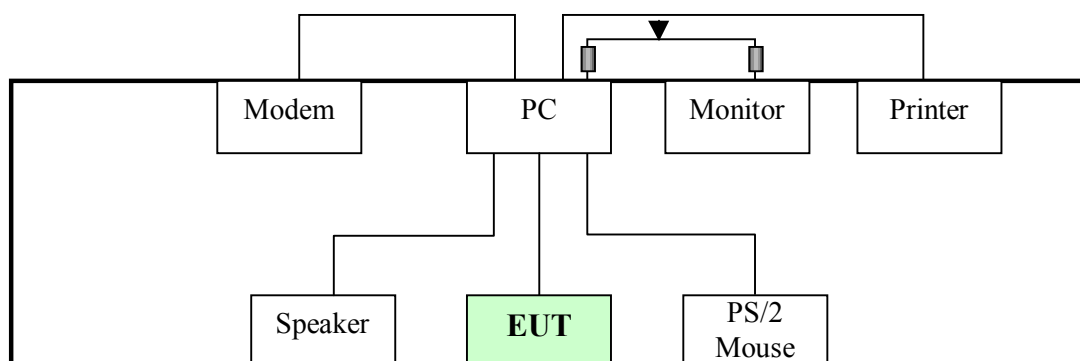 Modem
PC
Monitor
Printer
Speaker
EUT
PS/2
Mouse